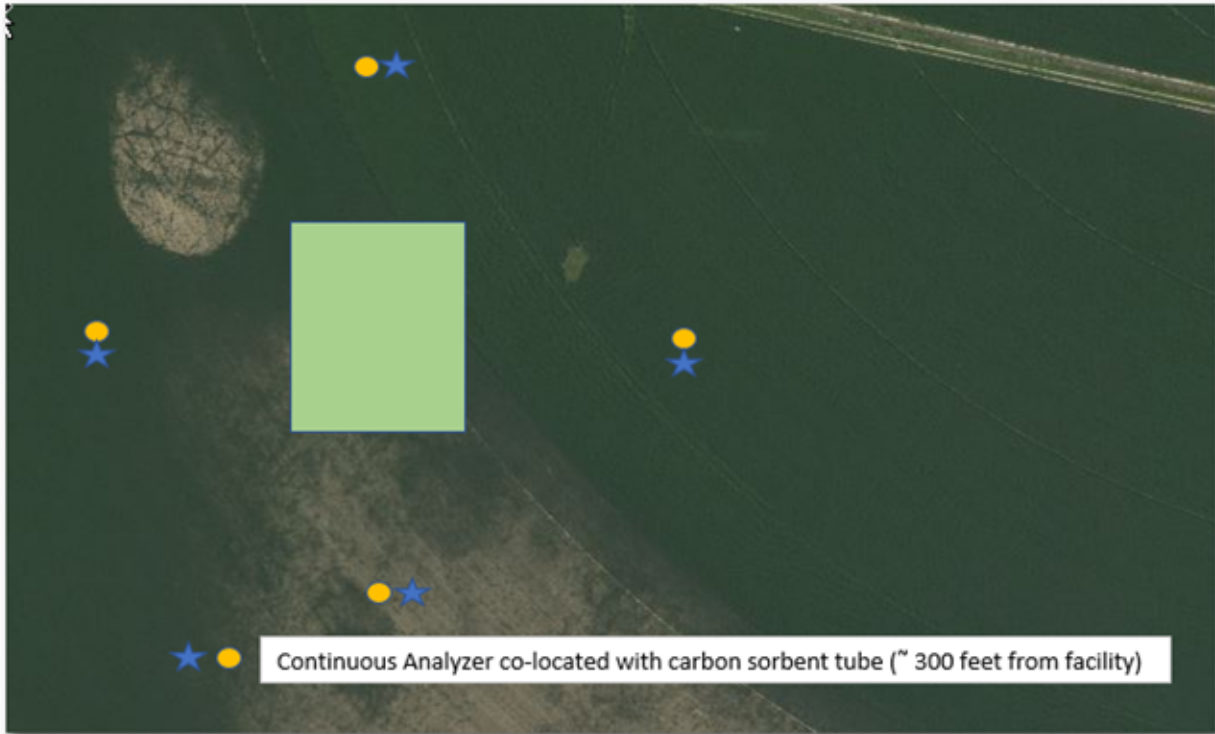 Continuous Analyzer co-located with carbon sorbent tube (~ 300 feet from facility)